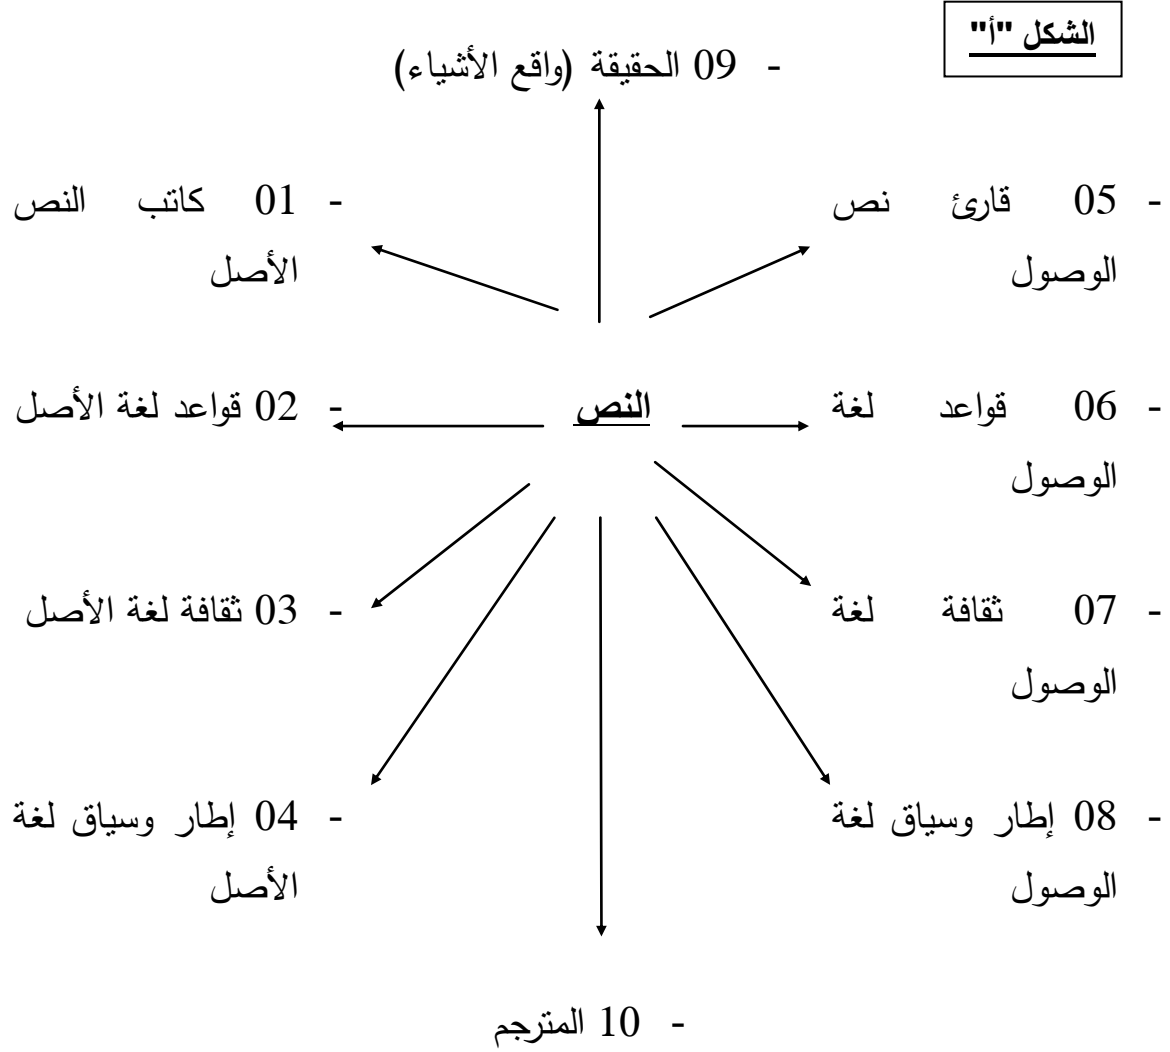 الشكل "أ"
- 09 الحقيقة (واقع الأشياء)
- 05 قارئ نص
الوصول
- 01 كاتب النص
الأصل
- 06 قواعد لغة
الوصول
النص
- 02 قواعد لغة الأصل
- 07 ثقافة لغة
الوصول
- 03 ثقافة لغة الأصل
- 08 إطار وسياق لغة
الوصول
- 04 إطار وسياق لغة
الأصل
- 10 المترجم